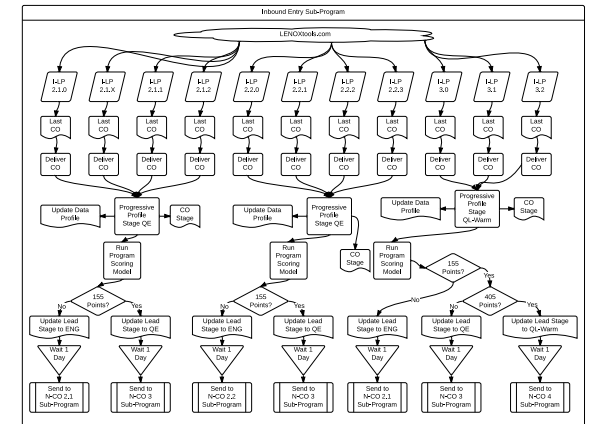 Inbound Entry Sub-Program
LENOXtools.com
I-LP
2.1.0
I-LP
2.1.X
I-LP
2.1.1
I-LP
2.1.2
I-LP
2.2.0
I-LP
2.2.1
I-LP
2.2.2
I-LP
2.2.3
I-LP
3.0
I-LP
3.1
I-LP
3.2
Last
CO
Last
CO
Last
CO
Last
CO
Last
CO
Last
CO
Last
CO
Last
CO
Last
CO
Last
CO
Last
CO
Deliver
CO
Deliver
CO
Deliver
CO
Deliver
CO
Deliver
CO
Deliver
CO
Deliver
CO
Deliver
CO
Deliver
CO
Deliver
CO
Deliver
CO
Update Data
Profile
Progressive
Profile
Stage QE
CO
Stage
Update Data
Profile
Progressive
Profile
Stage QE
CO
Stage
Update Data
Profile
Progressive
Profile
Stage
QL-Warm
CO
Stage
Run
Program
Scoring
Model
Run
Program
Scoring
Model
Run
Program
Scoring
Model
155
Points?
No
Yes
155
Points?
No
Yes
155
Points?
No
Yes
405
Points?
No
Yes
Update Lead
Stage to ENG
Update Lead
Stage to QE
Update Lead
Stage to ENG
Update Lead
Stage to QE
Update Lead
Stage to ENG
Update Lead
Stage to QE
Update Lead Stage
to QL-Warm
Wait 1
Day
Wait 1
Day
Wait 1
Day
Wait 1
Day
Wait 1
Day
Wait 1
Day
Wait 1
Day
Send to
N-CO 2.1
Sub-Program
Send to
N-CO 3
Sub-Program
Send to
N-CO 2.2
Sub-Program
Send to
N-CO 3
Sub-Program
Send to
N-CO 2.1
Sub-Program
Send to
N-CO 3
Sub-Program
Send to
N-CO 4
Sub-Program